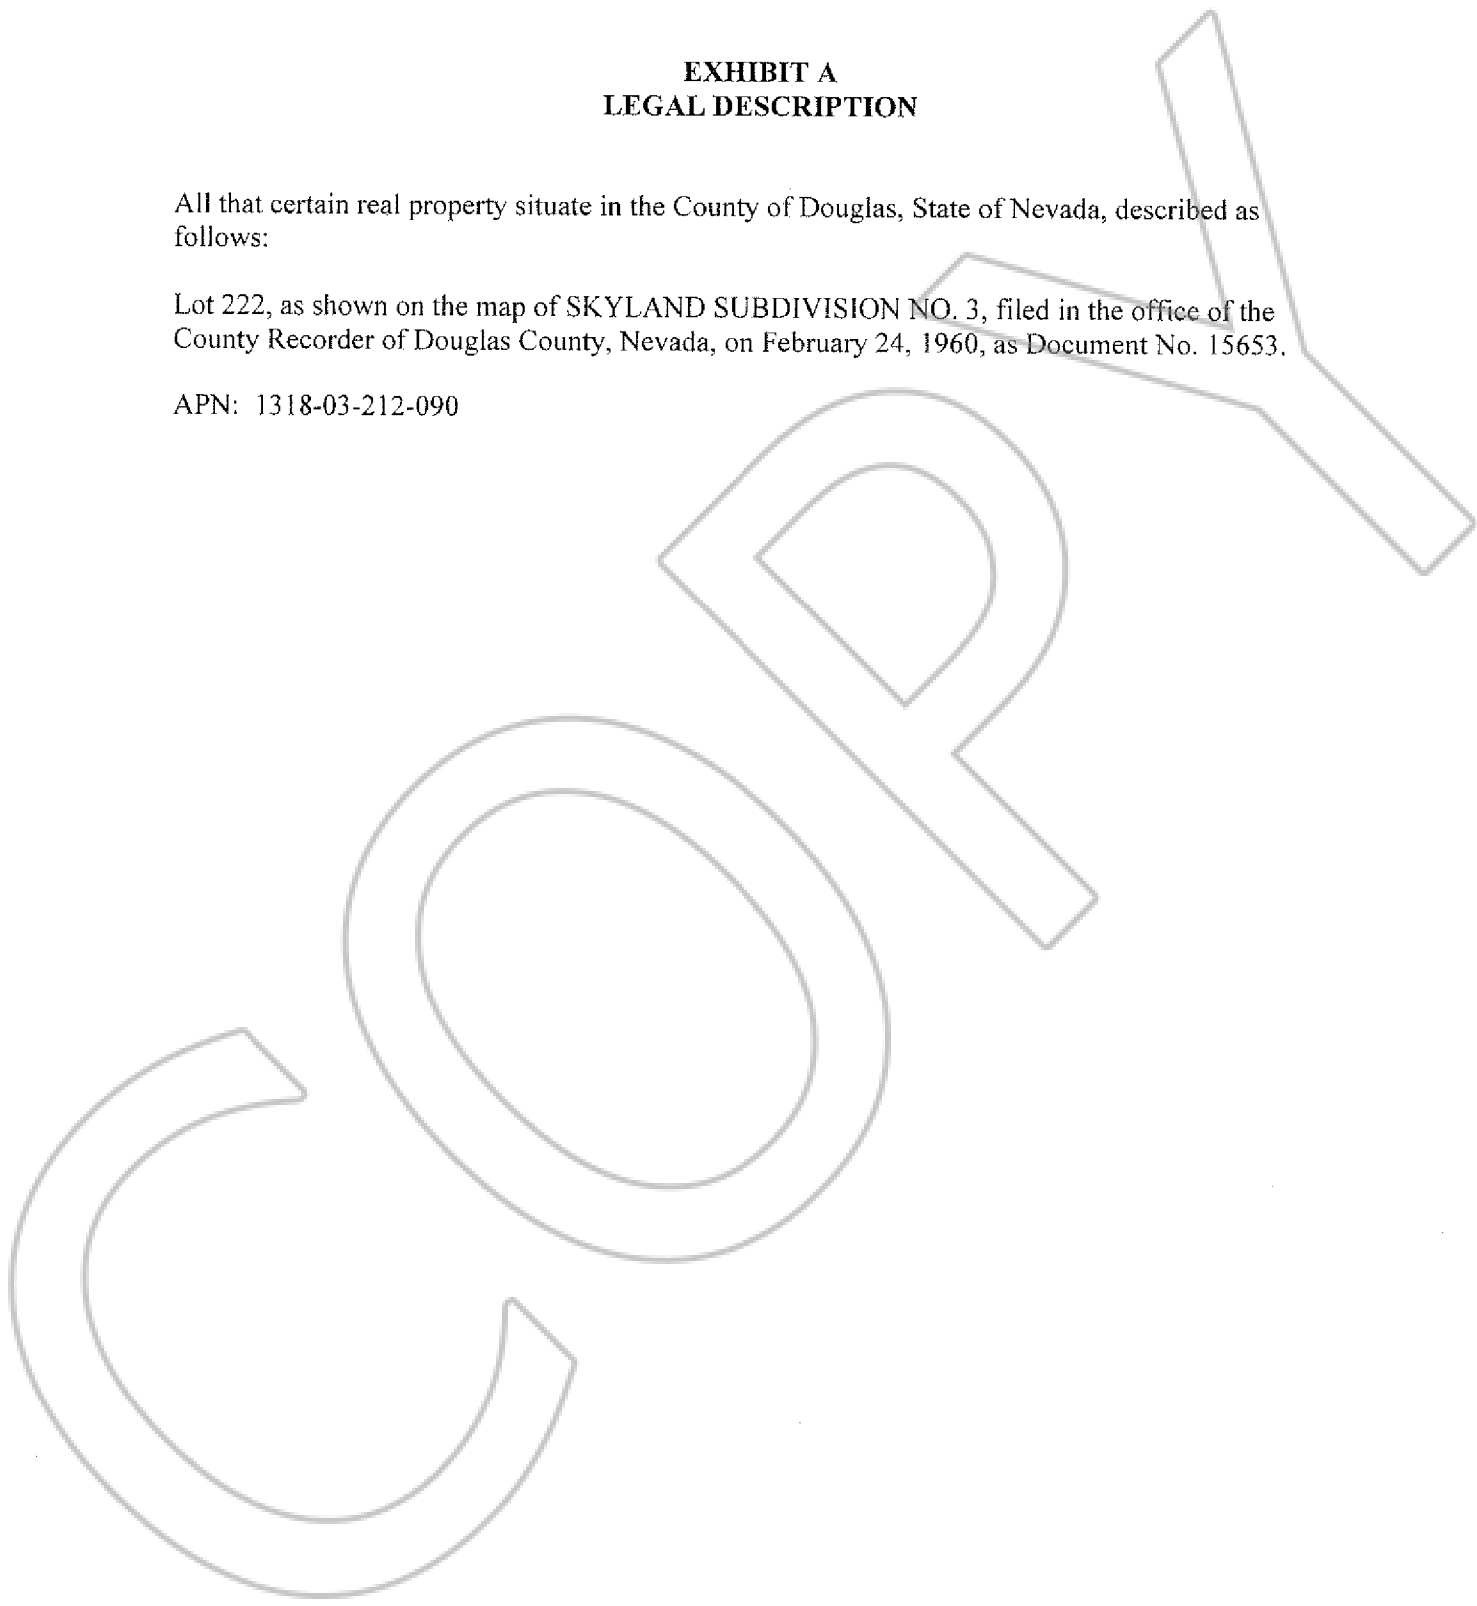 EXHIBIT A
LEGAL DESCRIPTION
All that certain real property situate in the County of Douglas, State of Nevada, described as
follows:
Lot 222, as shown on the map of SKYLAND SUBDIVISION NO. 3, filed in the office of the
County Recorder of Douglas County, Nevada, on February 24, 1960, as Document No. 15653.
APN: 1318-03-212-090
COPY